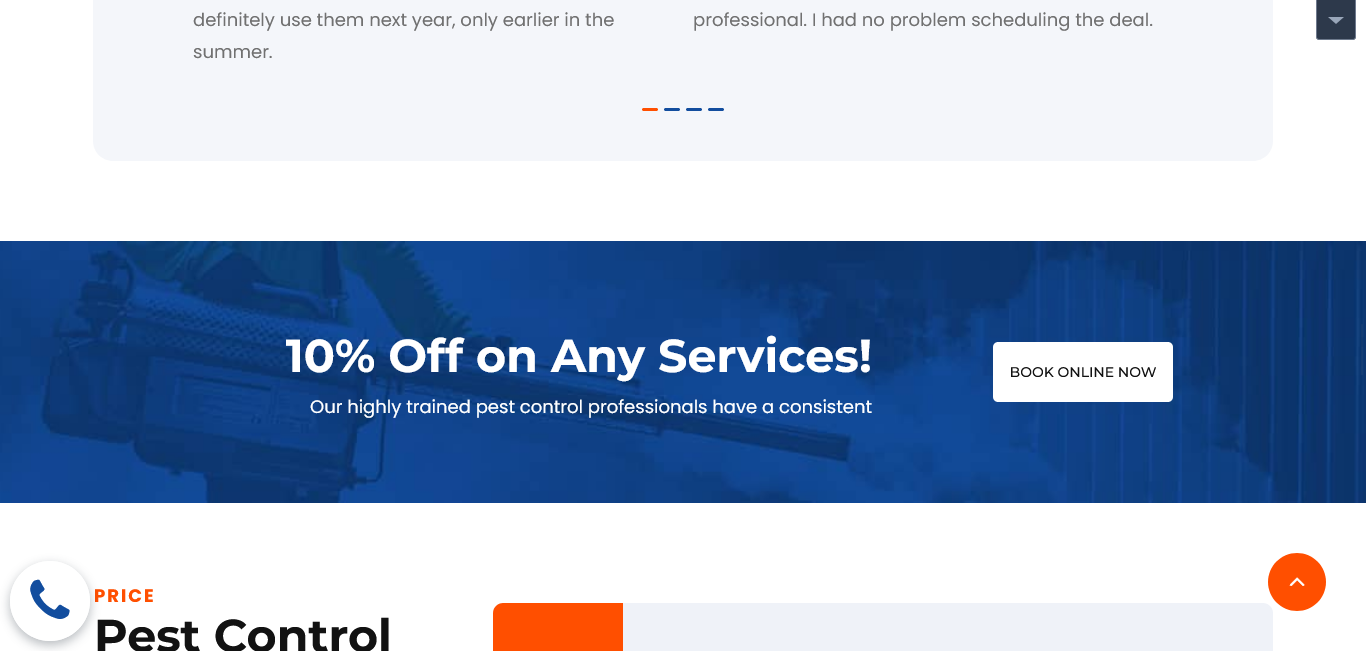 definitely use them next year, only earlier in the
summer.
professional. I had no problem scheduling the deal.
10% Off on Any Services!
Our highly trained pest control professionals have a consistent
BOOK ONLINE NOW
PRICE
Pest Control